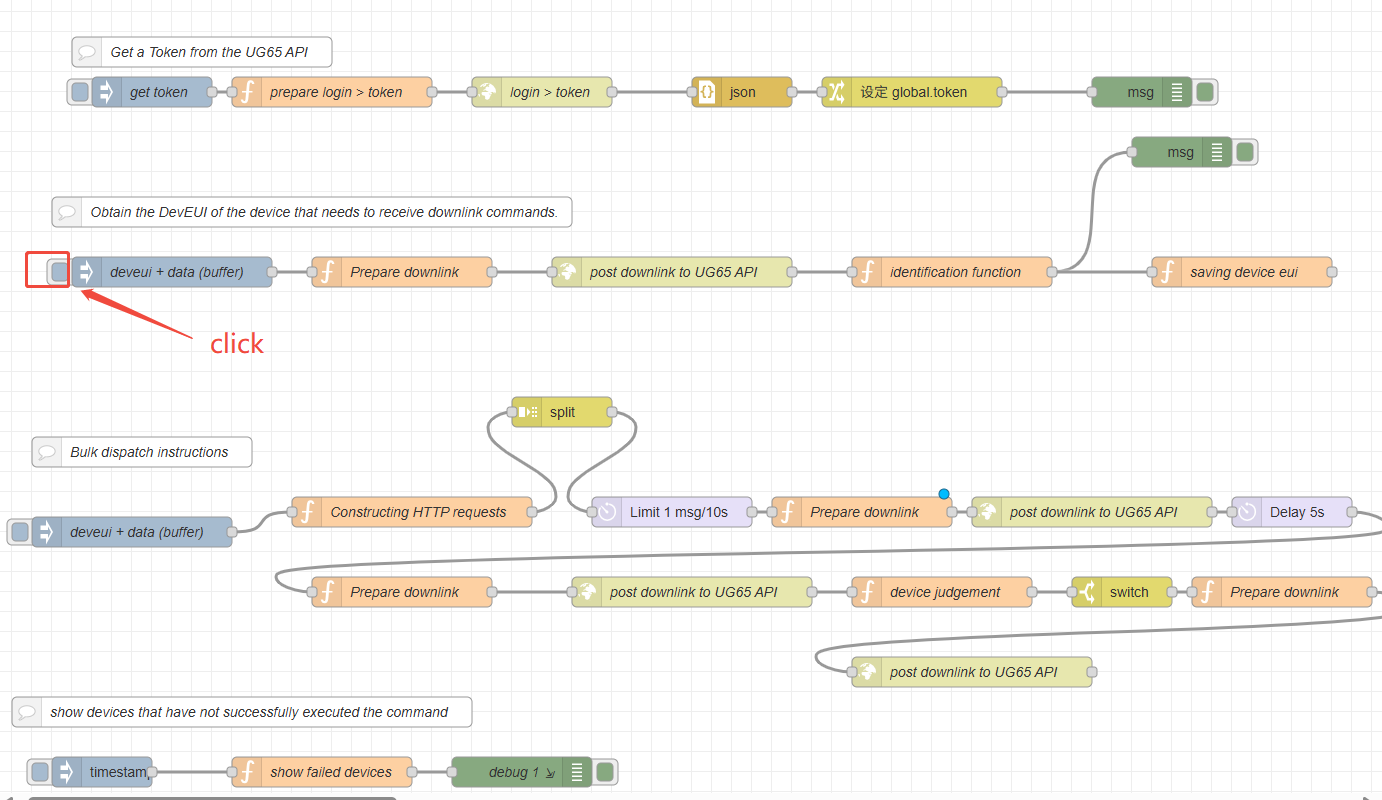 Get a Token from the UG65 API
get token
prepare login > token
login > token
json
设定 global.token
msg
msg
Obtain the DevEUI of the device that needs to receive downlink commands.
deveui + data (buffer)
Prepare downlink
post downlink to UG65 API
identification function
saving device eui
click
split
Bulk dispatch instructions
Constructing HTTP requests
Limit 1 msg/10s
Prepare downlink
post downlink to UG65 API
Delay 5s
deveui + data (buffer)
Prepare downlink
post downlink to UG65 API
device judgement
switch
Prepare downlink
post downlink to UG65 API
show devices that have not successfully executed the command
timestamp
show failed devices
debug 1